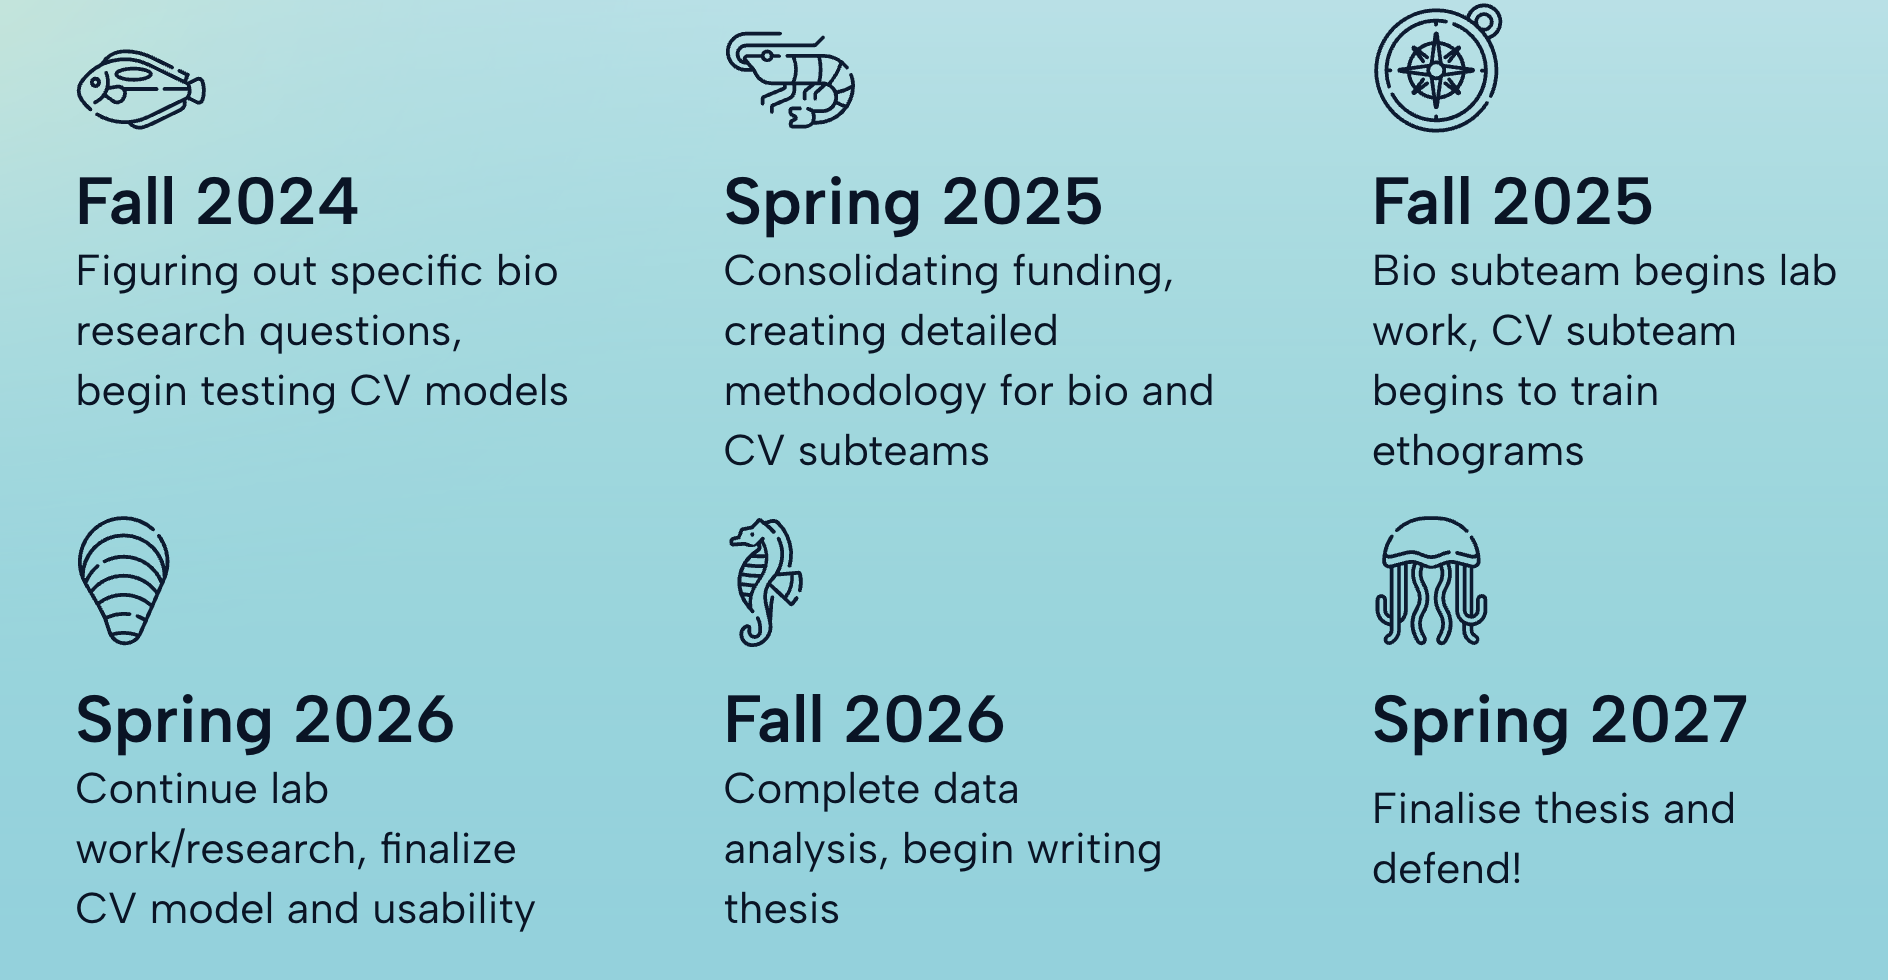 Fall 2024
Figuring out specific bio
research questions,
begin testing CV models
Spring 2025
Consolidating funding,
creating detailed
methodology for bio and
CV subteams
Fall 2025
Bio subteam begins lab
work, CV subteam
begins to train
ethograms
Spring 2026
Continue lab
work/research, finalize
CV model and usability
Fall 2026
Complete data
analysis, begin writing
thesis
Spring 2027
Finalise thesis and
defend!